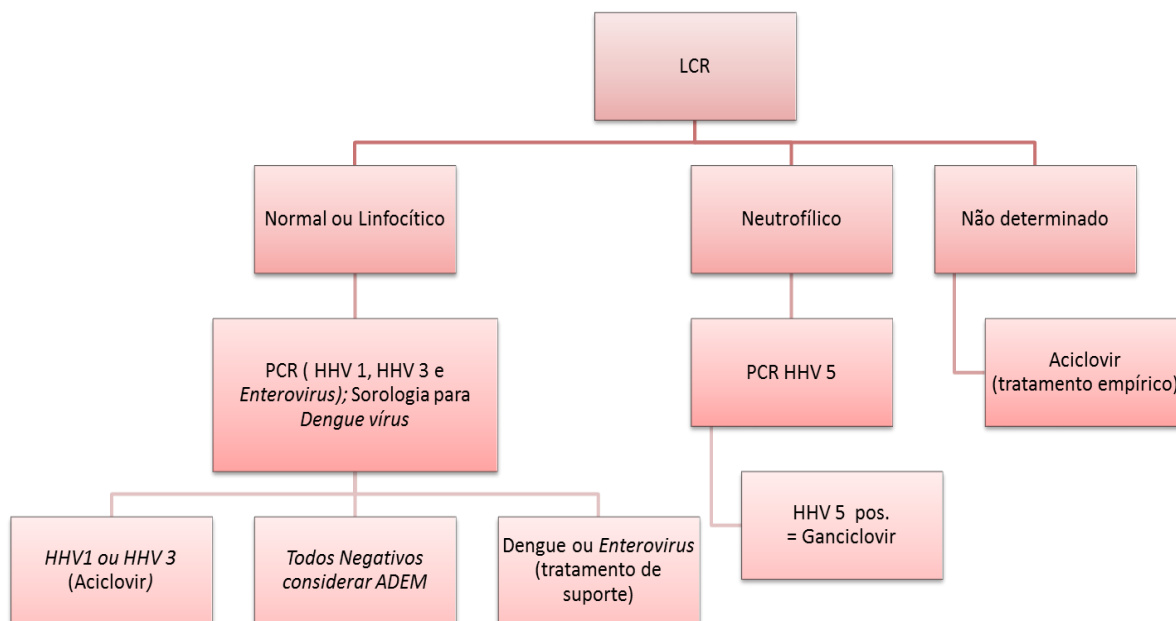 LCR
Normal ou Linfocítico
Neutrofílico
Não determinado
PCR ( HHV 1, HHV 3 e
Enterovirus); Sorologia para
Dengue vírus
PCR HHV 5
Aciclovir
(tratamento empírico)
HHV1 ou HHV 3
(Aciclovir)
Todos Negativos
considerar ADEM
Dengue ou Enterovirus
(tratamento de
suporte)
HHV 5 pos.
= Ganciclovir